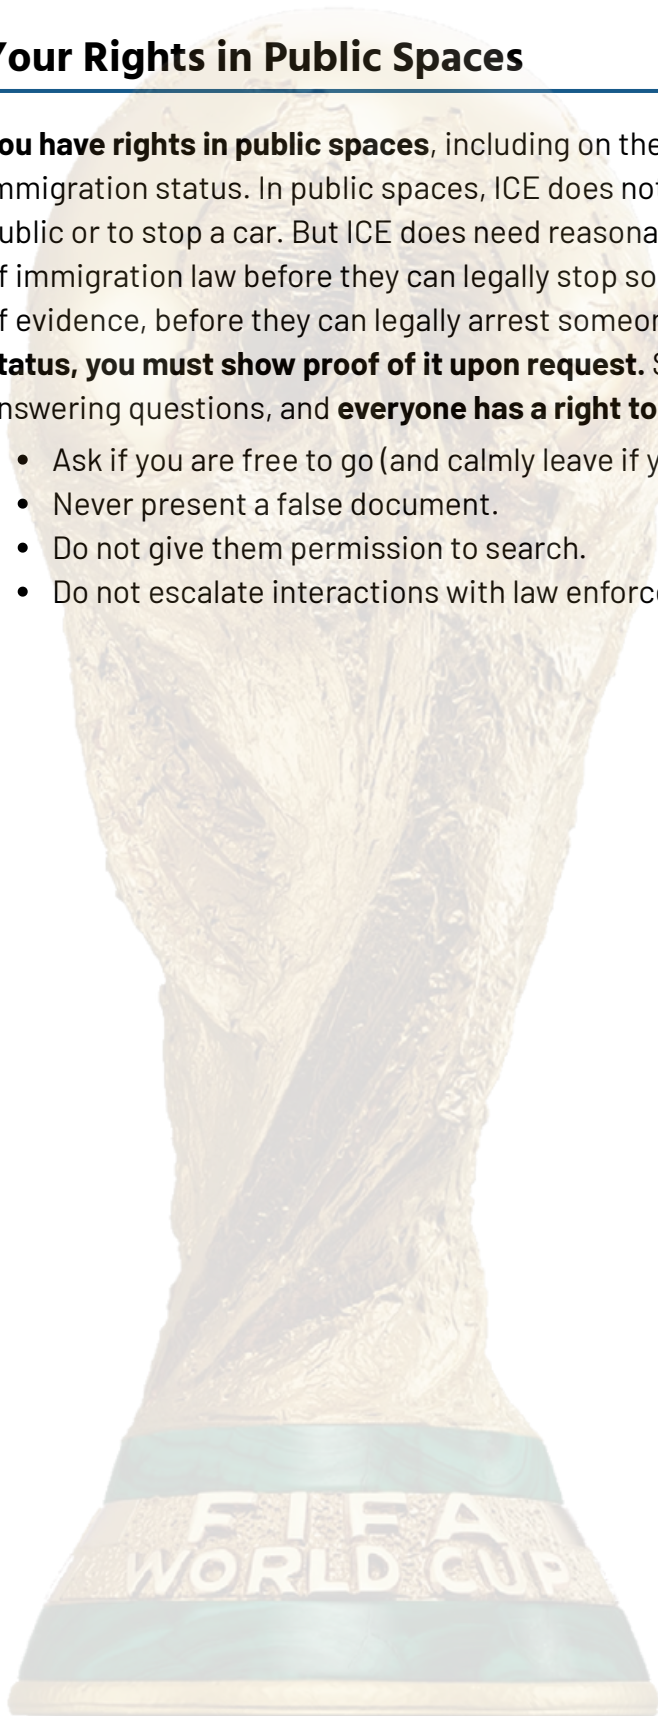 Your Rights in Public Spaces
ou have rights in public spaces, including on the
mmigration status. In public spaces, ICE does not
ublic or to stop a car. But ICE does need reasona
f immigration law before they can legally stop so
f evidence, before they can legally arrest someon
tatus, you must show proof of it upon request. S
nswering questions, and everyone has a right to
• Ask if you are free to go (and calmly leave if y
• Never present a false document.
• Do not give them permission to search.
• Do not escalate interactions with law enforce
FIFA
WORLD CUP